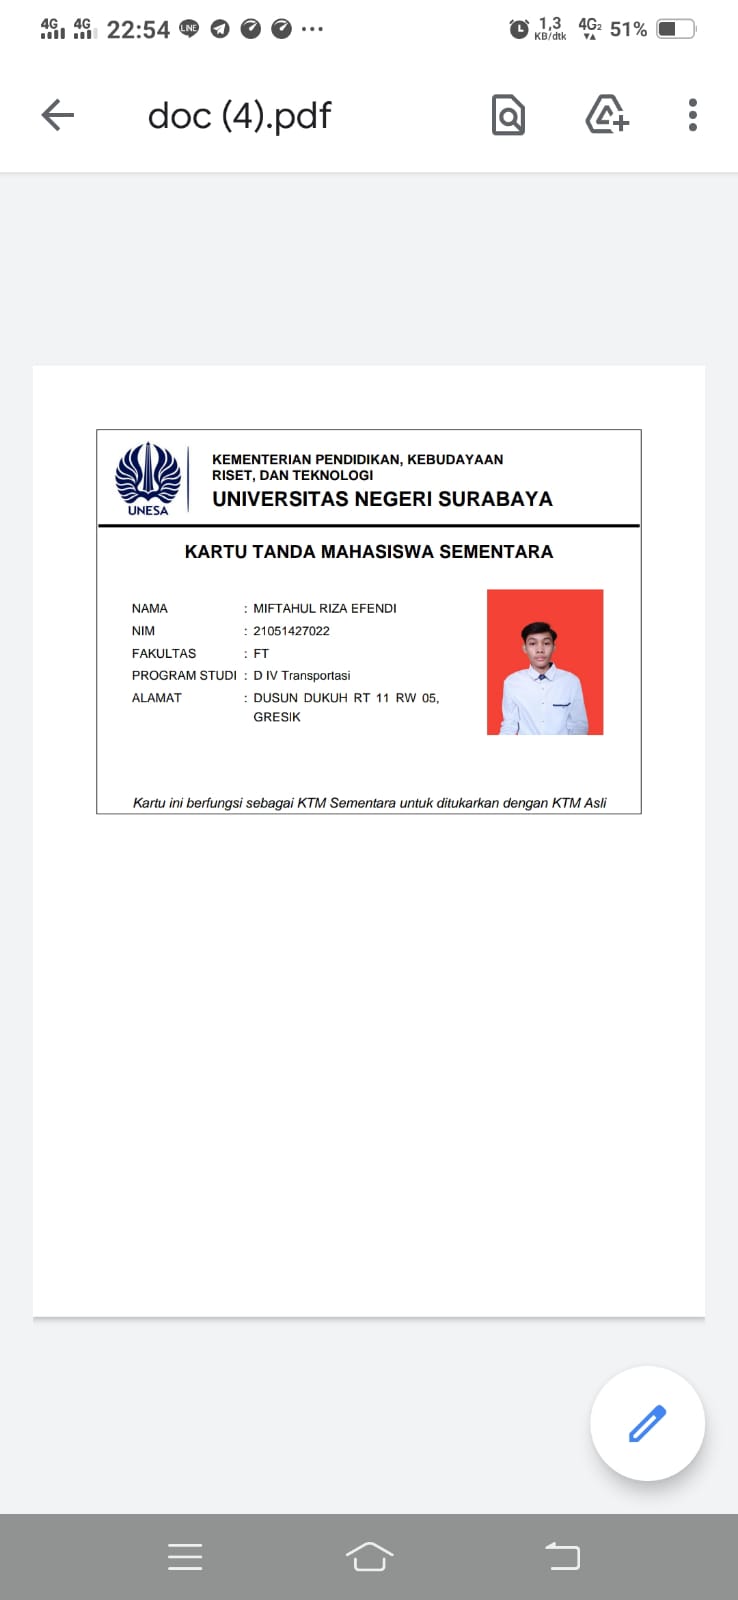 4G 4G 22:54 LINE ... 1,3 KB/dtk 4G2 51%
doc (4).pdf
UNESA
KEMENTERIAN PENDIDIKAN, KEBUDAYAAN
RISET, DAN TEKNOLOGI
UNIVERSITAS NEGERI SURABAYA
KARTU TANDA MAHASISWA SEMENTARA
NAMA : MIFTAHUL RIZA EFENDI
NIM : 21051427022
FAKULTAS : FT
PROGRAM STUDI : D IV Transportasi
ALAMAT : DUSUN DUKUH RT 11 RW 05,
GRESIK
Kartu ini berfungsi sebagai KTM Sementara untuk ditukarkan dengan KTM Asli